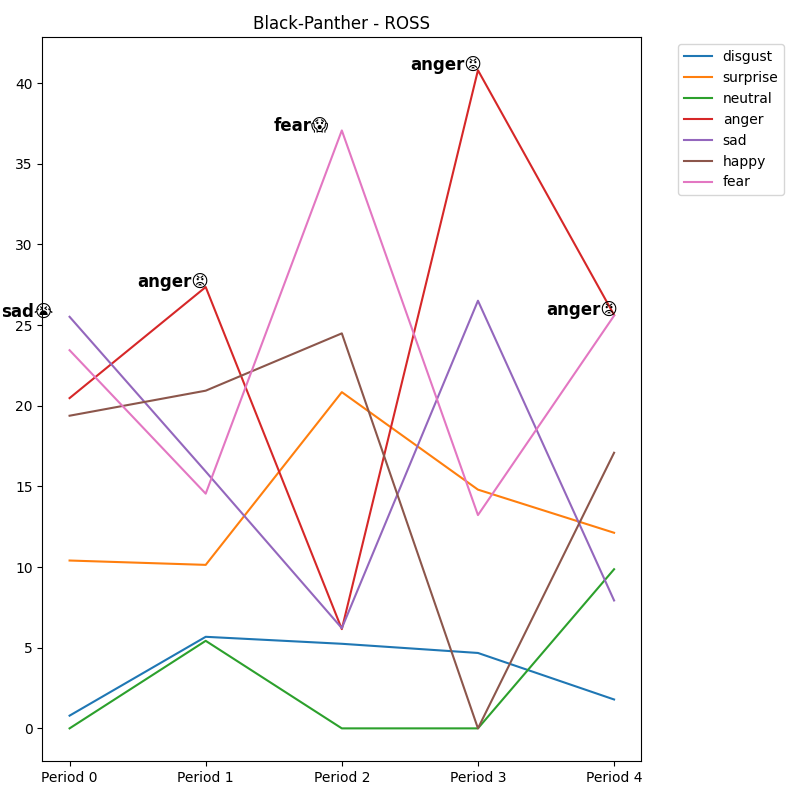 Black-Panther - ROSS
disgust
surprise
neutral
anger
sad
happy
fear
anger😡
fear😱
anger😡
sad😭
anger😡
40
35
30
25
20
15
10
5
0
Period 0
Period 1
Period 2
Period 3
Period 4